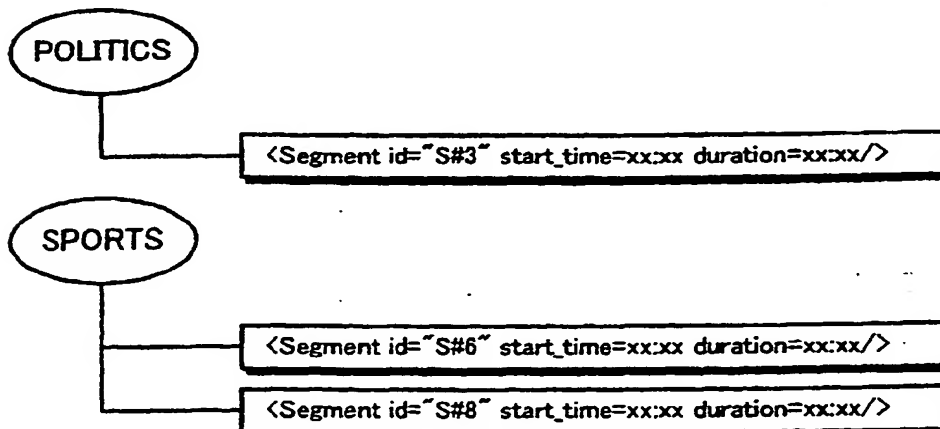 POLITICS
<Segment id="S#3" start_time=xx:xx duration=xx:xx/>
SPORTS
<Segment id="S#6" start_time=xx:xx duration=xx:xx/>
<Segment id="S#8" start_time=xx:xx duration=xx:xx/>